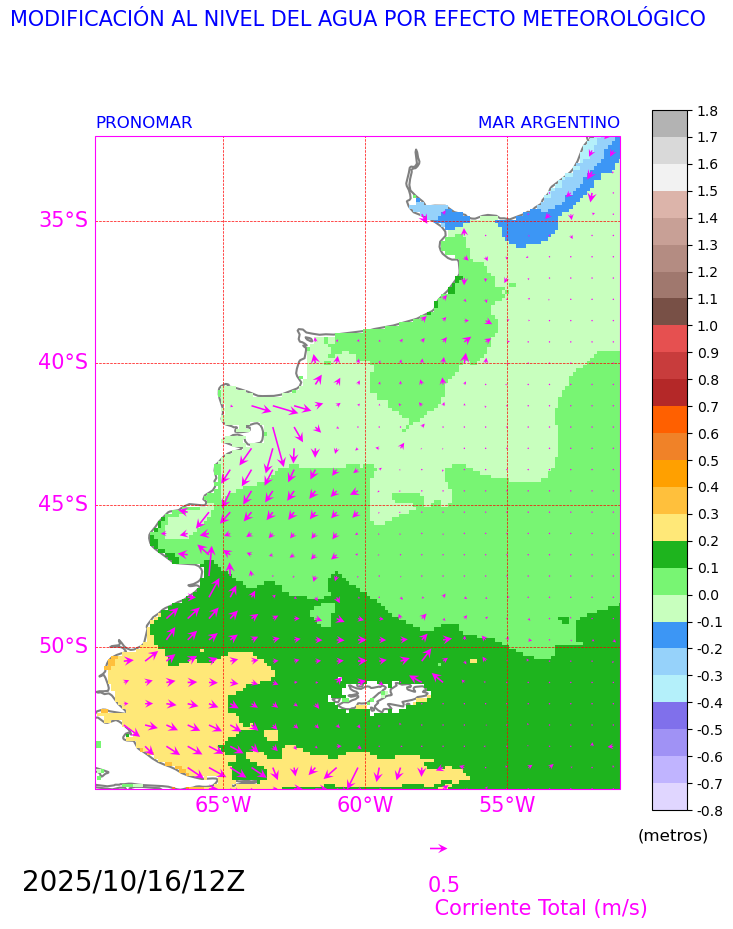 MODIFICACIÓN AL NIVEL DEL AGUA POR EFECTO METEOROLÓGICO
PRONOMAR MAR ARGENTINO
35°S
40°S
45°S
50°S
65°W 60°W 55°W
1.8
1.7
1.6
1.5
1.4
1.3
1.2
1.1
1.0
0.9
0.8
0.7
0.6
0.5
0.4
0.3
0.2
0.1
0.0
-0.1
-0.2
-0.3
-0.4
-0.5
-0.6
-0.7
-0.8
(metros)
2025/10/16/12Z
0.5
Corriente Total (m/s)